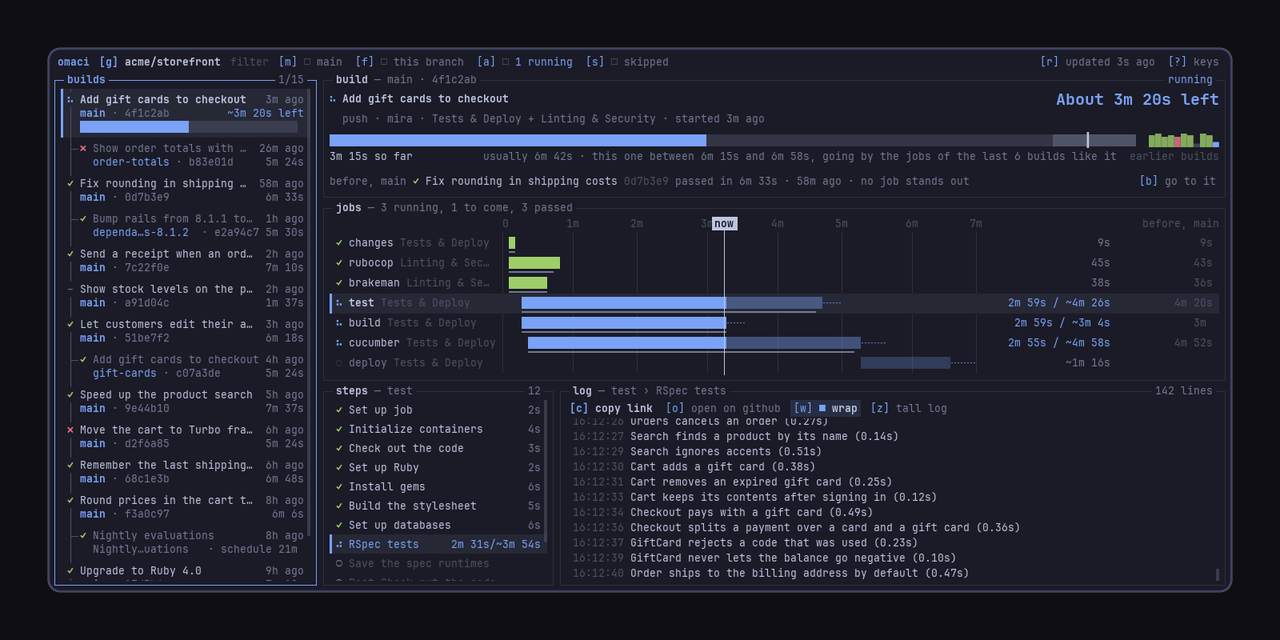 omaci [g] acme/storefront filter [m] □ main [f] □ this branch [a] □ 1 running [s] □ skipped [r] updated 3s ago [?] keys
builds 1/15
Add gift cards to checkout 3m ago
main · 4f1c2ab ~3m 20s left
Show order totals with … 26m ago
order-totals · b83e01d 5m 24s
✓ Fix rounding in shipping … 58m ago
main · 0d7b3e9 6m 33s
✓ Bump rails from 8.1.1 to… 1h ago
dependa…s-8.1.2 · e2a94c7 5m 30s
✓ Send a receipt when an ord… 2h ago
main · 7c22f0e 7m 10s
– Show stock levels on the p… 2h ago
main · a91d04c 1m 37s
✓ Let customers edit their a… 3h ago
main · 51be7f2 6m 18s
✓ Add gift cards to checkout 4h ago
gift-cards · c07a3de 5m 24s
✓ Speed up the product search 5h ago
main · 9e44b10 7m 37s
× Move the cart to Turbo fra… 6h ago
main · d2f6a85 5m 24s
✓ Remember the last shipping… 6h ago
main · 68c1e3b 6m 48s
✓ Round prices in the cart t… 8h ago
main · f3a0c97 6m 6s
✓ Nightly evaluations 8h ago
Nightly…uations · schedule 21m
✓ Upgrade to Ruby 4.0 9h ago
build — main · 4f1c2ab running
Add gift cards to checkout About 3m 20s left
push · mira · Tests & Deploy + Linting & Security · started 3m ago
3m 15s so far usually 6m 42s · this one between 6m 15s and 6m 58s, going by the jobs of the last 6 builds like it earlier builds
before, main ✓ Fix rounding in shipping costs 0d7b3e9 passed in 6m 33s · 58m ago · no job stands out [b] go to it
jobs — 3 running, 1 to come, 3 passed
0 1m 2m 3m now 4m 5m 6m 7m before, main
✓ changes Tests & Deploy 9s 9s
✓ rubocop Linting & Sec… 45s 43s
✓ brakeman Linting & Se… 38s 36s
test Tests & Deploy 2m 59s / ~4m 26s 4m 20s
build Tests & Deploy 2m 59s / ~3m 4s 3m
cucumber Tests & Deploy 2m 55s / ~4m 58s 4m 52s
deploy Tests & Deploy ~1m 16s
steps — test 12
✓ Set up job 2s
✓ Initialize containers 4s
✓ Check out the code 3s
✓ Set up Ruby 2s
✓ Install gems 6s
✓ Build the stylesheet 5s
✓ Set up databases 6s
RSpec tests 2m 31s/~3m 54s
○ Save the spec runtimes
log — test › RSpec tests 142 lines
[c] copy link [o] open on github [w] ■ wrap [z] tall log
16:12:26 Orders cancels an order (0.27s)
16:12:27 Search finds a product by its name (0.14s)
16:12:29 Search ignores accents (0.51s)
16:12:30 Cart adds a gift card (0.38s)
16:12:31 Cart removes an expired gift card (0.25s)
16:12:33 Cart keeps its contents after signing in (0.12s)
16:12:34 Checkout pays with a gift card (0.49s)
16:12:36 Checkout splits a payment over a card and a gift card (0.36s)
16:12:37 GiftCard rejects a code that was used (0.23s)
16:12:39 GiftCard never lets the balance go negative (0.10s)
16:12:40 Order ships to the billing address by default (0.47s)